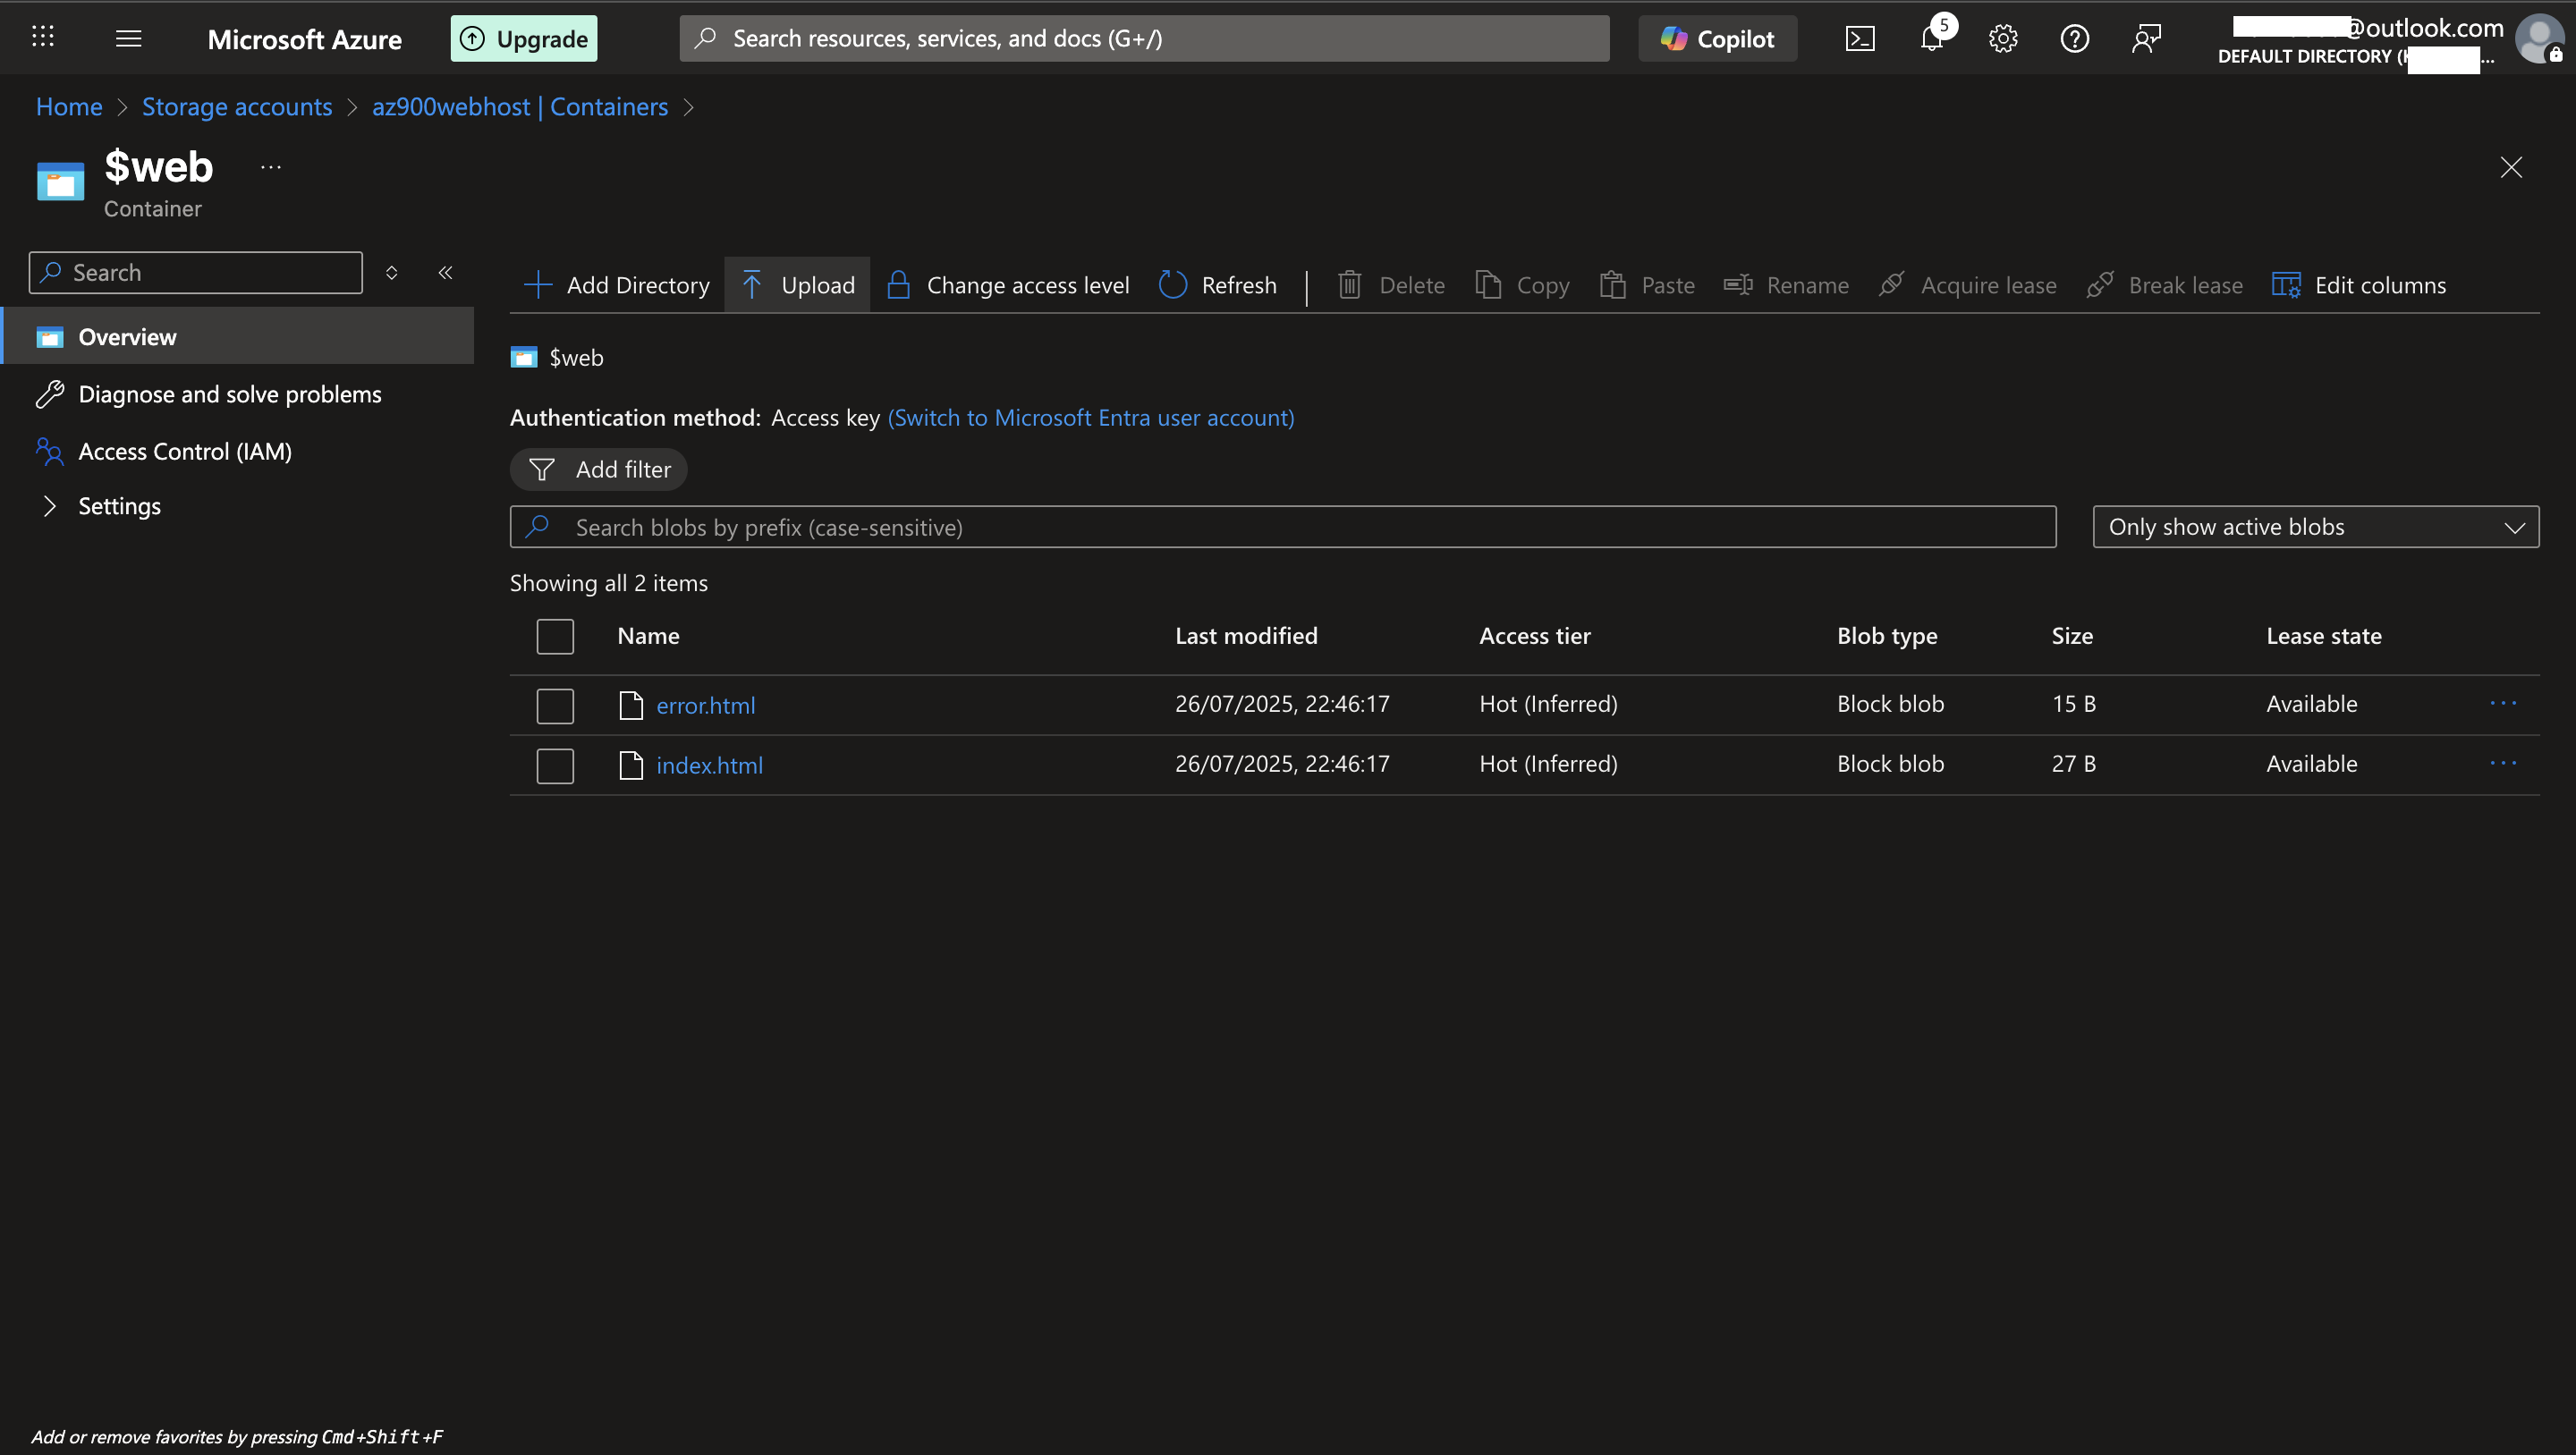 Microsoft Azure Upgrade Search resources, services, and docs (G+/) Copilot 5 @outlook.com
DEFAULT DIRECTORY ( ...
Home > Storage accounts > az900webhost | Containers >
$web ...
Container
Search
Add Directory Upload Change access level Refresh | Delete Copy Paste Rename Acquire lease Break lease Edit columns
Overview
Diagnose and solve problems
Access Control (IAM)
Settings
$web
Authentication method: Access key (Switch to Microsoft Entra user account)
Add filter
Search blobs by prefix (case-sensitive) Only show active blobs
Showing all 2 items
Name Last modified Access tier Blob type Size Lease state
error.html 26/07/2025, 22:46:17 Hot (Inferred) Block blob 15 B Available ...
index.html 26/07/2025, 22:46:17 Hot (Inferred) Block blob 27 B Available ...
Add or remove favorites by pressing Cmd+Shift+F